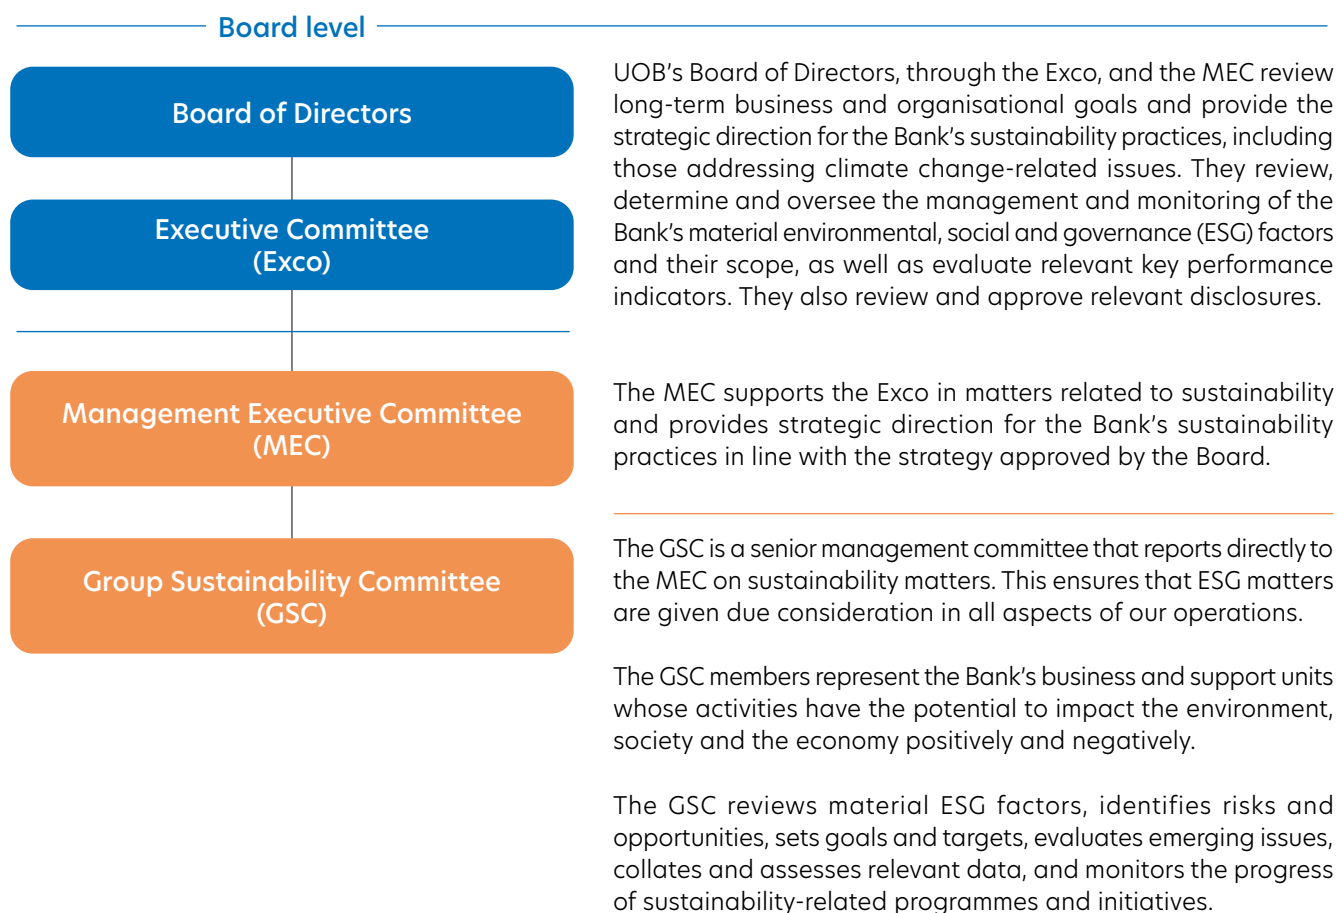 Board level
Board of Directors
Executive Committee
(Exco)
Management Executive Committee
(MEC)
Group Sustainability Committee
(GSC)
UOB's Board of Directors, through the Exco, and the MEC review
long-term business and organisational goals and provide the
strategic direction for the Bank's sustainability practices, including
those addressing climate change-related issues. They review,
determine and oversee the management and monitoring of the
Bank's material environmental, social and governance (ESG) factors
and their scope, as well as evaluate relevant key performance
indicators. They also review and approve relevant disclosures.
The MEC supports the Exco in matters related to sustainability
and provides strategic direction for the Bank's sustainability
practices in line with the strategy approved by the Board.
The GSC is a senior management committee that reports directly to
the MEC on sustainability matters. This ensures that ESG matters
are given due consideration in all aspects of our operations.
The GSC members represent the Bank's business and support units
whose activities have the potential to impact the environment,
society and the economy positively and negatively.
The GSC reviews material ESG factors, identifies risks and
opportunities, sets goals and targets, evaluates emerging issues,
collates and assesses relevant data, and monitors the progress
of sustainability-related programmes and initiatives.